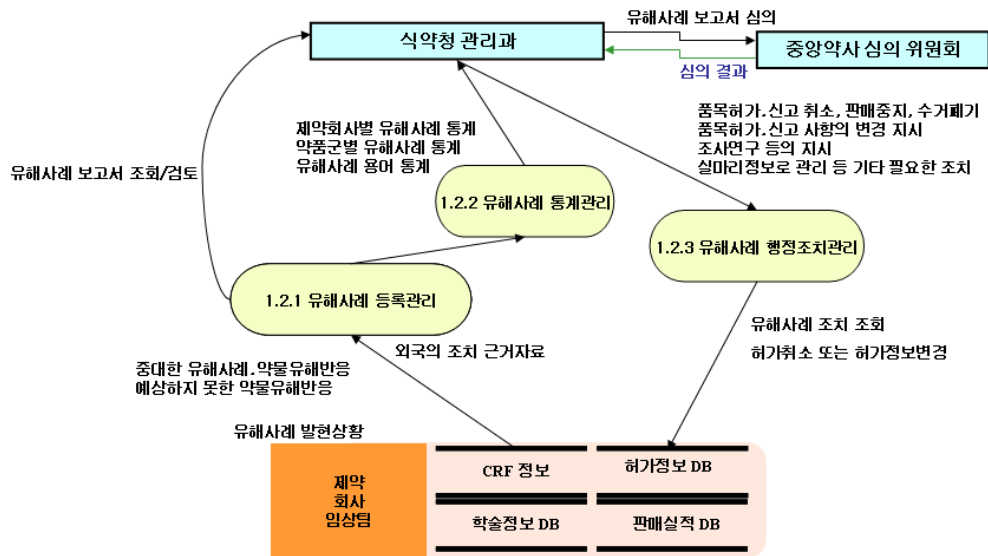 유해사례 보고서 심의
식약청 관리과
중앙약사 심의 위원회
심의 결과
품목허가.신고 취소, 판매중지, 수거폐기
품목허가.신고 사항의 변경 지시
조사연구 등의 지시
실마리정보로 관리 등 기타 필요한 조치
제약회사별 유해사례 통계
약품군별 유해사례 통계
유해사례 용어 통계
유해사례 보고서 조회/검토
1.2.2 유해사례 통계관리
1.2.3 유해사례 행정조치관리
1.2.1 유해사례 등록관리
유해사례 조치 조회
허가취소 또는 허가정보변경
외국의 조치 근거자료
중대한 유해사례.약물유해반응
예상하지 못한 약물유해반응
유해사례 발현상황
제약
회사
임상팀
CRF 정보
허가정보 DB
학술정보 DB
판매실적 DB